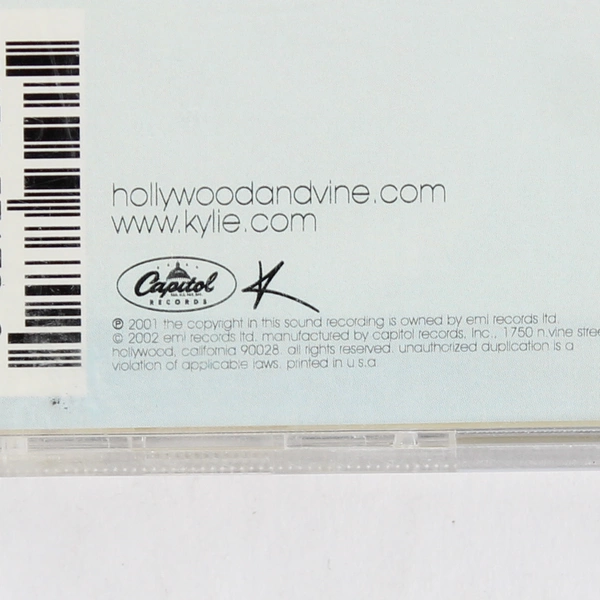 hollywoodandvine.com
www.kylie.com
Capitol
RECORDS
℗ 2001 the copyright in this sound recording is owned by emi records ltd.
© 2002 emi records ltd. manufactured by capitol records, inc., 1750 n.vine stree
hollywood, california 90028. all rights reserved. unauthorized duplication is a
violation of applicable laws. printed in u.s.a